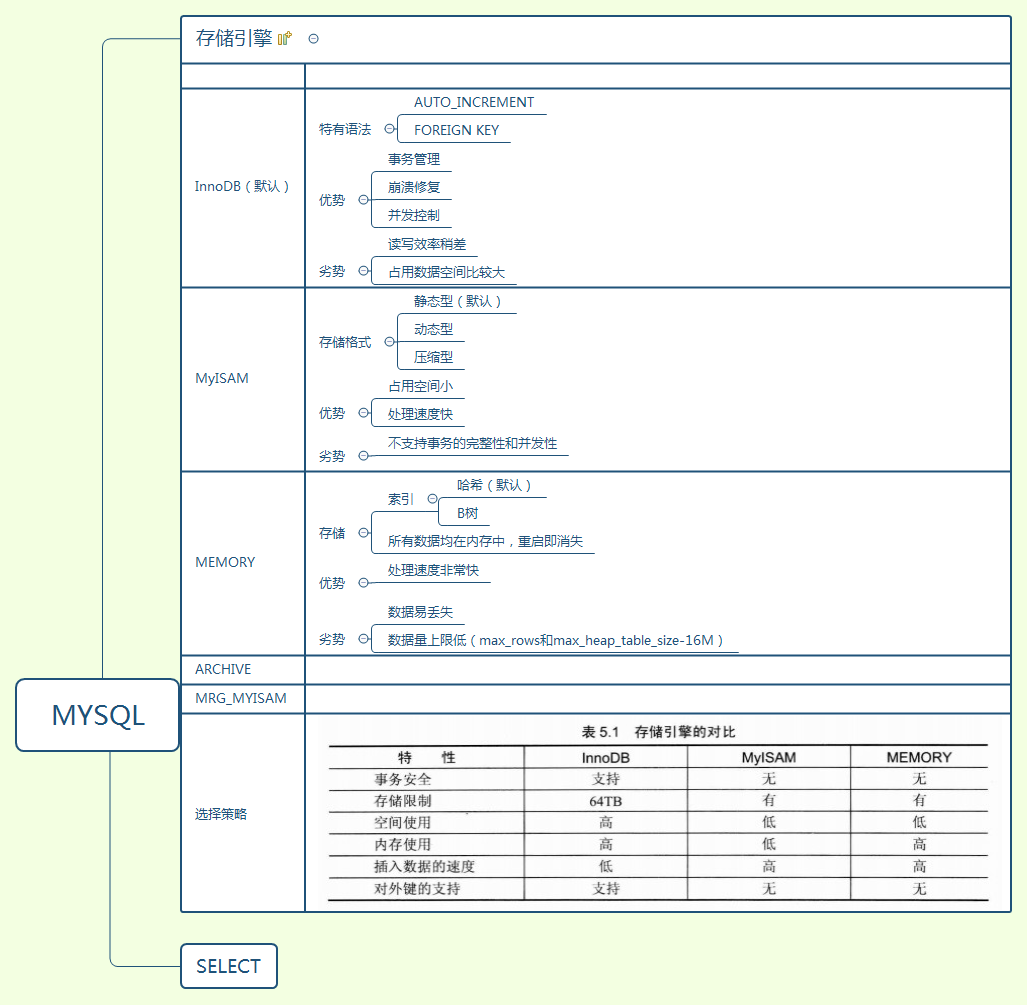 存储引擎
InnoDB（默认）
特有语法
AUTO_INCREMENT
FOREIGN KEY
优势
事务管理
崩溃修复
并发控制
劣势
读写效率稍差
占用数据空间比较大
MyISAM
存储格式
静态型（默认）
动态型
压缩型
优势
占用空间小
处理速度快
劣势
不支持事务的完整性和并发性
MEMORY
存储
索引
哈希（默认）
B树
所有数据均在内存中，重启即消失
优势
处理速度非常快
劣势
数据易丢失
数据量上限低（max_rows和max_heap_table_size-16M）
ARCHIVE
MRG_MYISAM
选择策略
表 5.1 存储引擎的对比
特 性 InnoDB MyISAM MEMORY
事务安全 支持 无 无
存储限制 64TB 有 有
空间使用 高 低 低
内存使用 高 低 高
插入数据的速度 低 高 高
对外键的支持 支持 无 无
MYSQL
SELECT